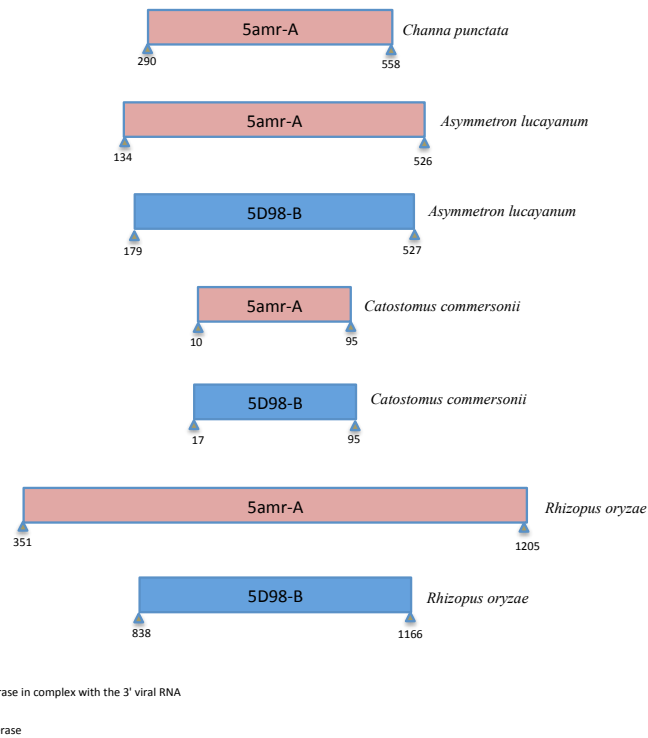 5amr-A
Channa punctata
290
558
5amr-A
Asymmetron lucayanum
134
526
5D98-B
Asymmetron lucayanum
179
527
5amr-A
Catostomus commersonii
10
95
5D98-B
Catostomus commersonii
17
95
5amr-A
Rhizopus oryzae
351
1205
5D98-B
Rhizopus oryzae
838
1166
in complex with the 3' viral RNA